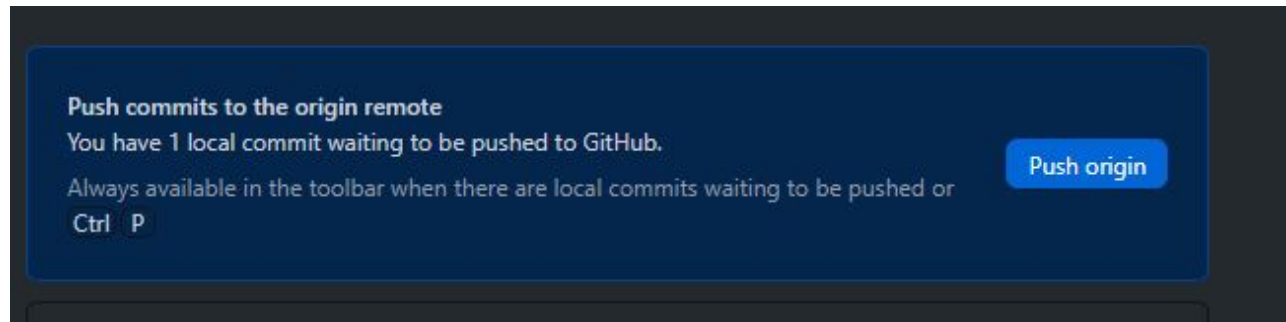 Push commits to the origin remote
You have 1 local commit waiting to be pushed to GitHub.
Always available in the toolbar when there are local commits waiting to be pushed or
Ctrl P
Push origin